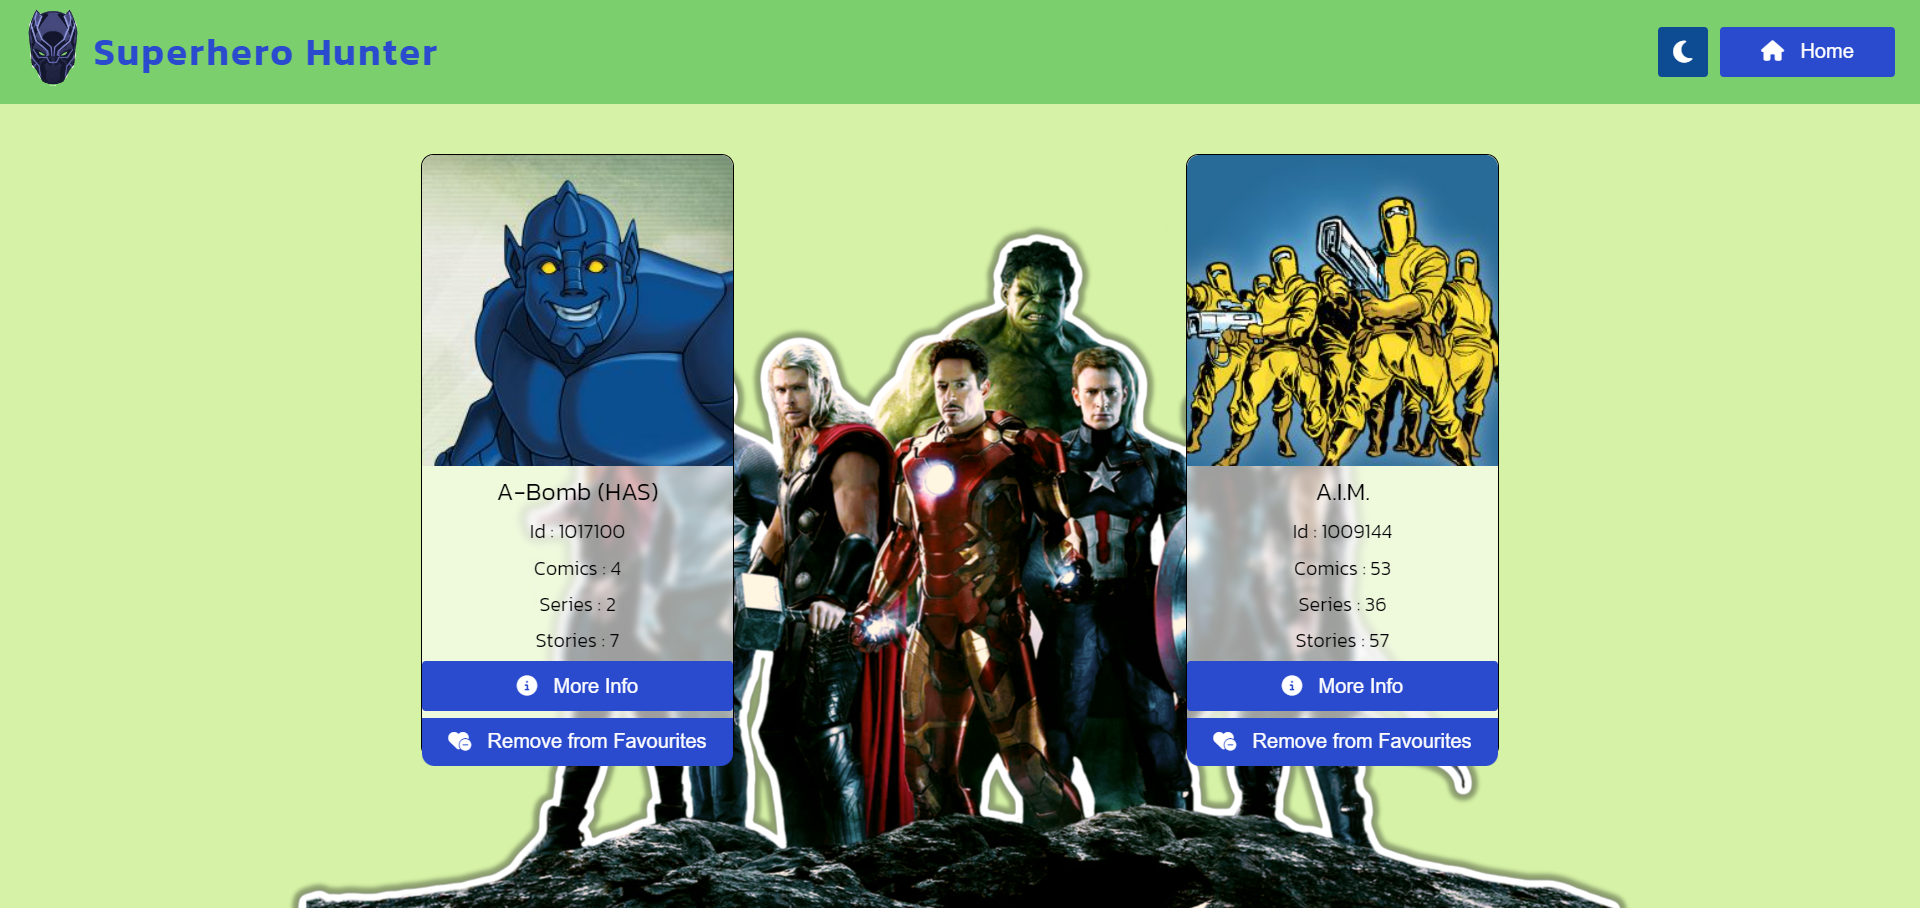 Superhero Hunter
Home
A-Bomb (HAS)
Id : 1017100
Comics : 4
Series : 2
Stories : 7
More Info
Remove from Favourites
A.I.M.
Id : 1009144
Comics : 53
Series : 36
Stories : 57
More Info
Remove from Favourites